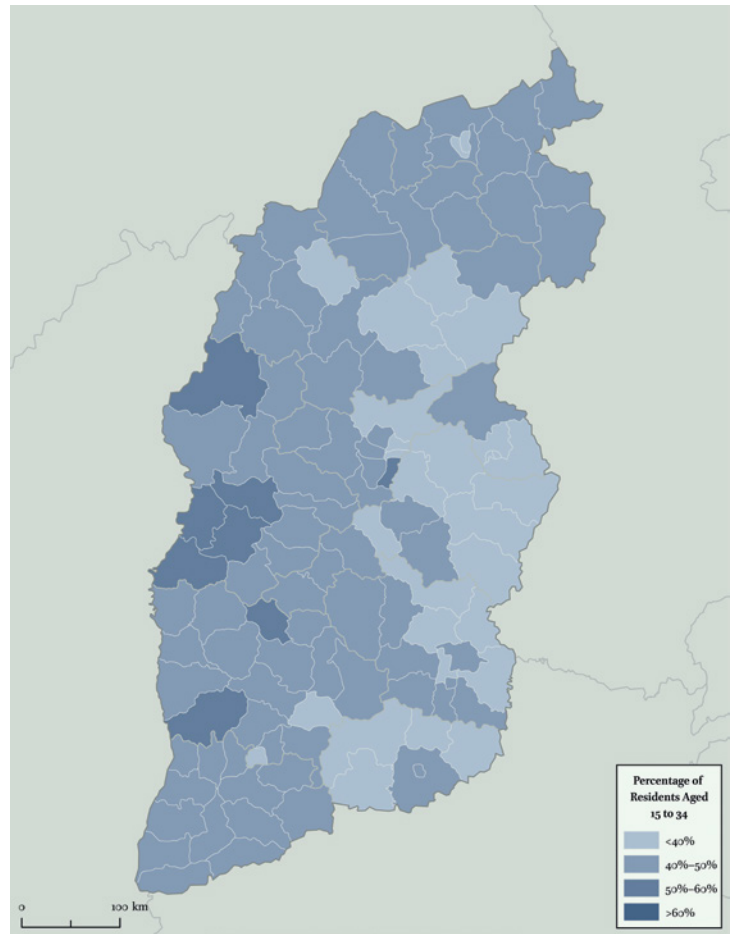 Percentage of
Residents Aged
15 to 34
<40%
40%–50%
50%–60%
>60%
0 100 km